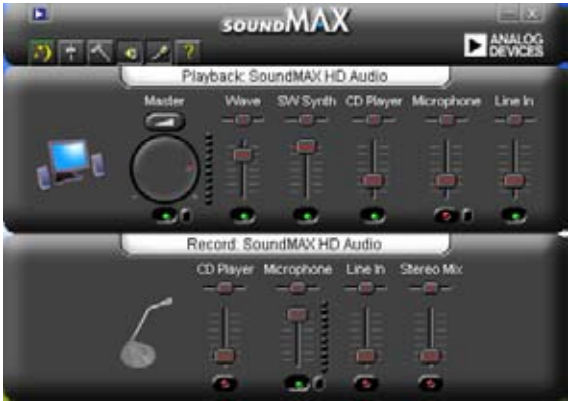 SOUNDMAX
ANALOG
DEVICES
?
Playback: SoundMAX HD Audio
Master Wave SW Synth CD Player Microphone Line In
Record: SoundMAX HD Audio
CD Player Microphone Line In Stereo Mix